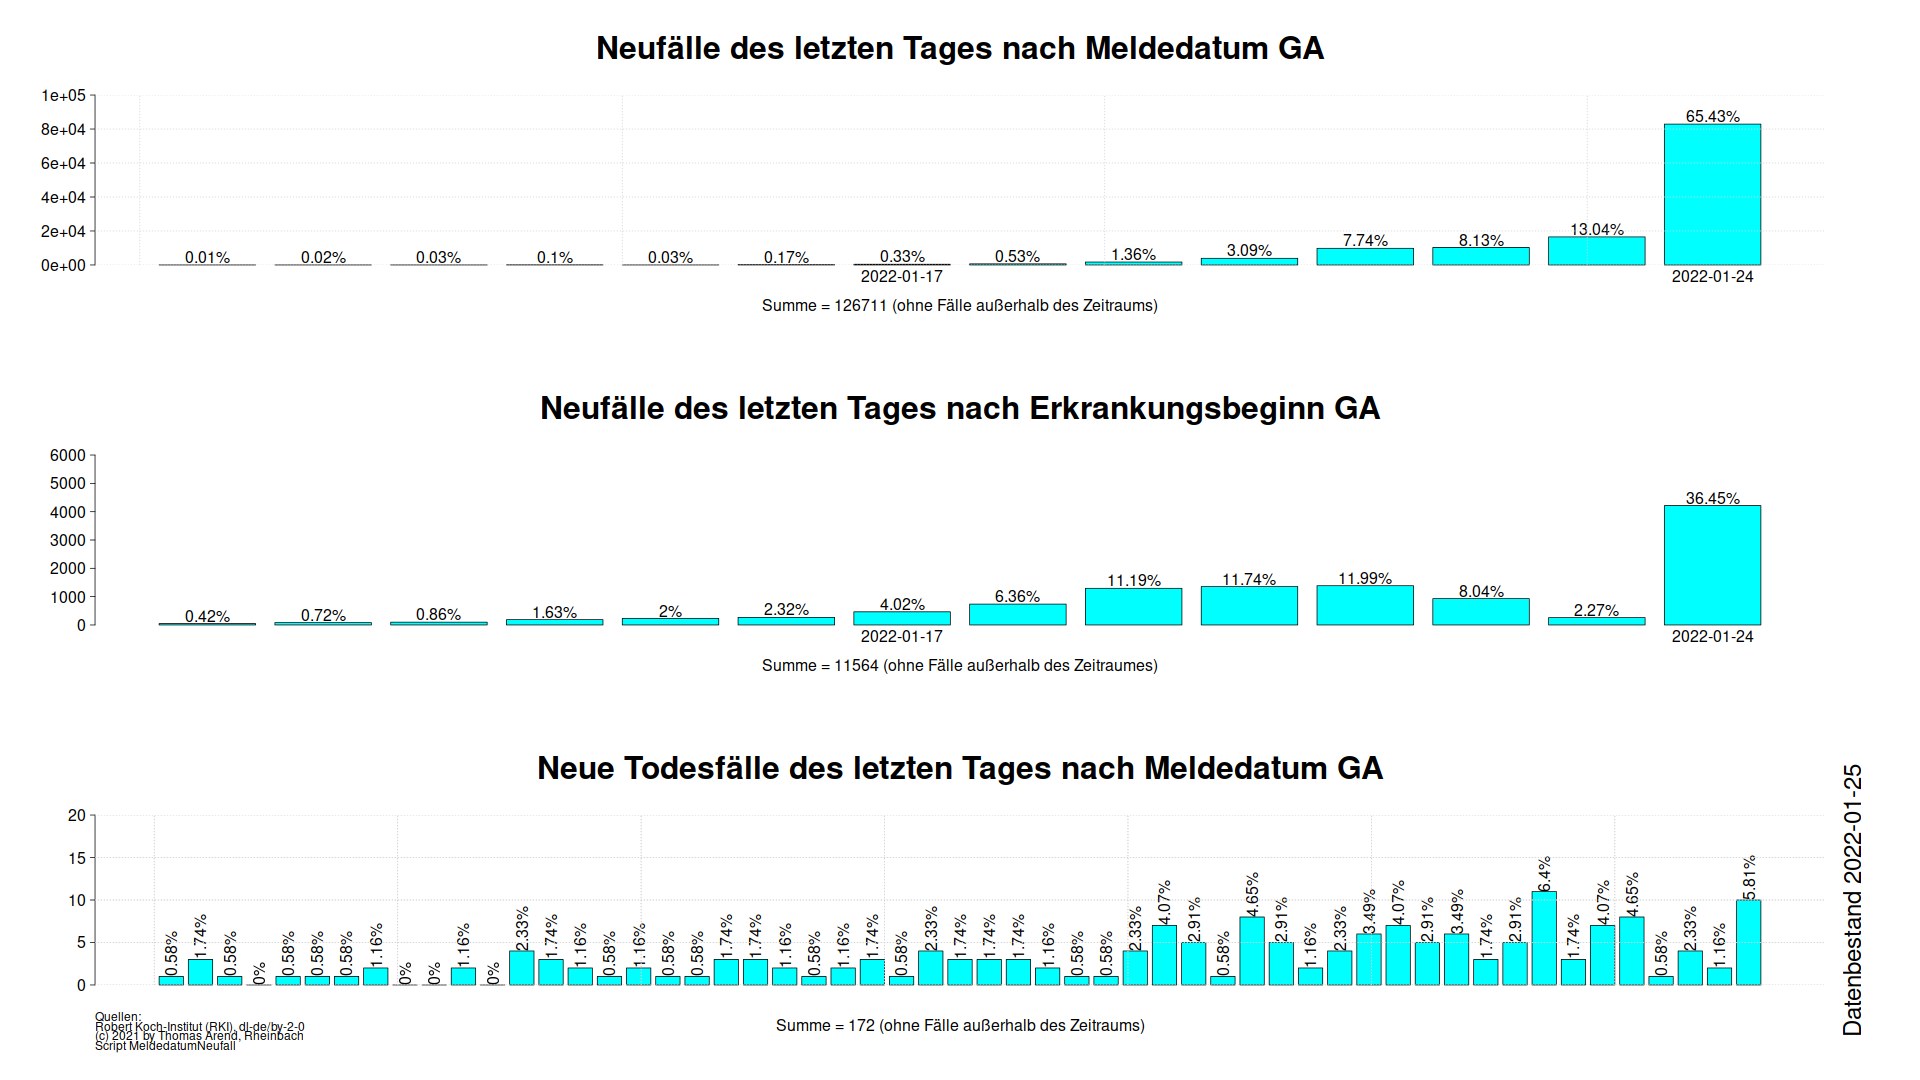 Neufälle des letzten Tages nach Meldedatum GA
1e+05
8e+04
6e+04
4e+04
2e+04
0e+00
0.01% 0.02% 0.03% 0.1% 0.03% 0.17% 0.33% 0.53% 1.36% 3.09% 7.74% 8.13% 13.04% 65.43%
2022-01-17 2022-01-24
Summe = 126711 (ohne Fälle außerhalb des Zeitraums)
Neufälle des letzten Tages nach Erkrankungsbeginn GA
6000
5000
4000
3000
2000
1000
0
0.42% 0.72% 0.86% 1.63% 2% 2.32% 4.02% 6.36% 11.19% 11.74% 11.99% 8.04% 2.27% 36.45%
2022-01-17 2022-01-24
Summe = 11564 (ohne Fälle außerhalb des Zeitraumes)
Neue Todesfälle des letzten Tages nach Meldedatum GA
20
15
10
5
0
0.58% 1.74% 0.58% 0% 0.58% 0.58% 0.58% 1.16% 0% 0% 1.16% 0% 2.33% 1.74% 1.16% 0.58% 1.16% 0.58% 0.58% 1.74% 1.74% 1.16% 0.58% 1.16% 1.74% 0.58% 2.33% 1.74% 1.74% 1.74% 1.16% 0.58% 0.58% 2.33% 4.07% 2.91% 0.58% 4.65% 2.91% 1.16% 2.33% 3.49% 4.07% 2.91% 3.49% 1.74% 2.91% 6.4% 1.74% 4.07% 4.65% 0.58% 2.33% 1.16% 5.81%
Summe = 172 (ohne Fälle außerhalb des Zeitraums)
Quellen:
Robert Koch-Institut (RKI), dl-de/by-2-0
(c) 2021 by Thomas Arend, Rheinbach
Script MeldedatumNeufall
Datenbestand 2022-01-25